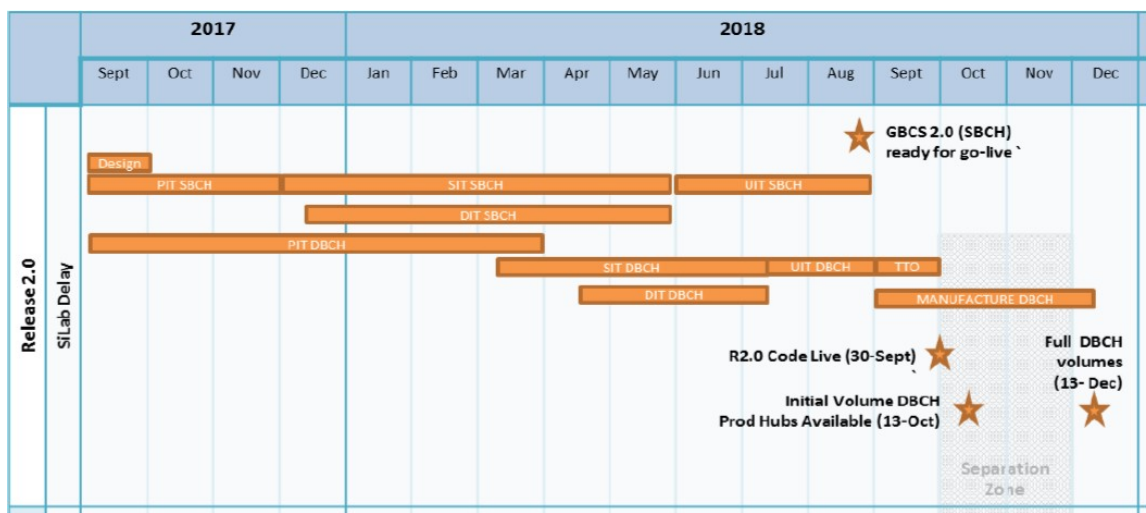 2017 2018
Sept Oct Nov Dec Jan Feb Mar Apr May Jun Jul Aug Sept Oct Nov Dec
Release 2.0
SiLab Delay
GBCS 2.0 (SBCH)
ready for go-live `
Design
PIT SBCH SIT SBCH UIT SBCH
DIT SBCH
PIT DBCH
SIT DBCH UIT DBCH TTO
DIT DBCH MANUFACTURE DBCH
R2.0 Code Live (30-Sept)
`
Full DBCH
volumes
(13- Dec)
Initial Volume DBCH
Prod Hubs Available (13-Oct)
Separation
Zone